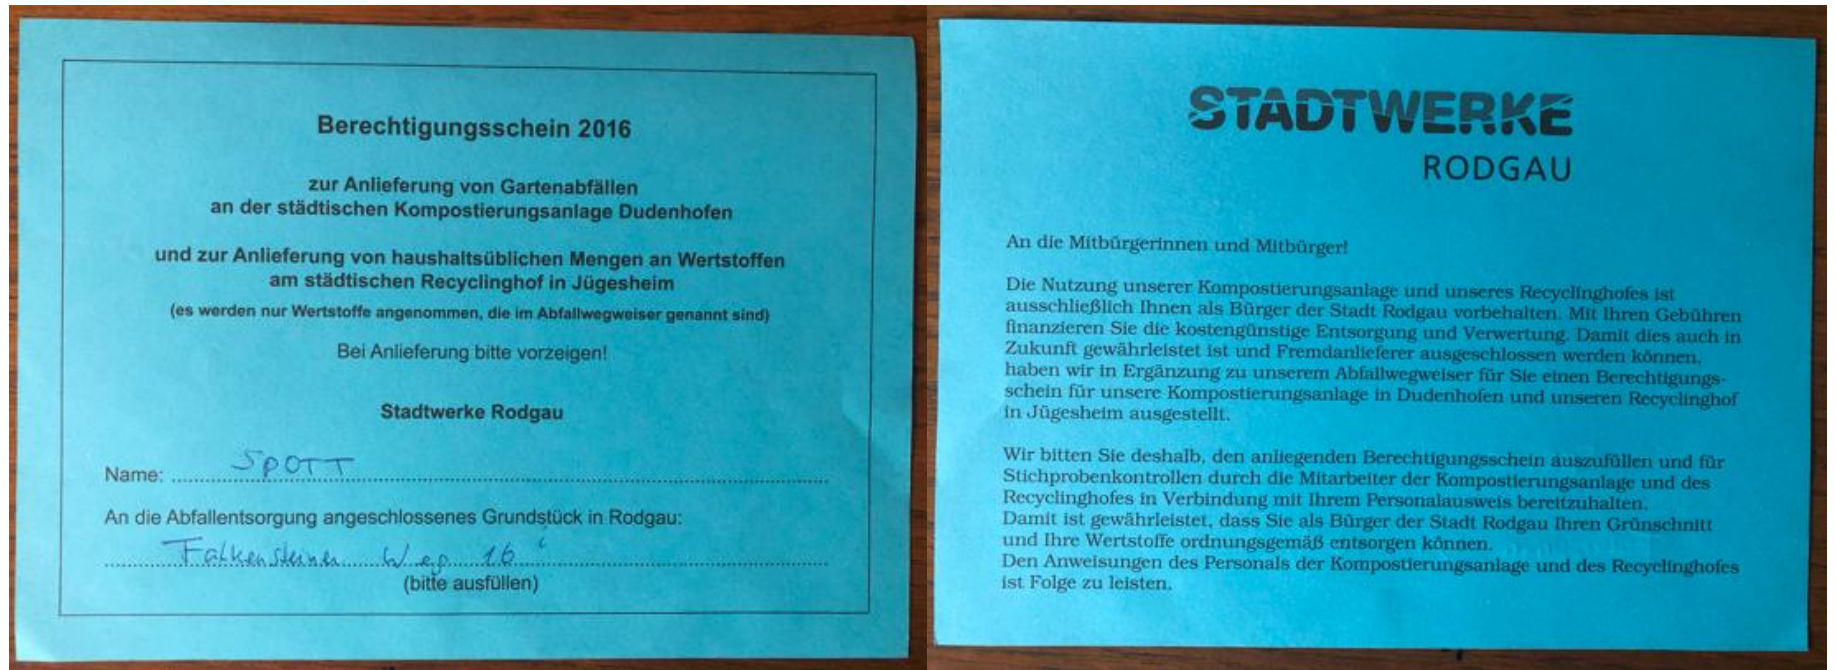 Berechtigungsschein 2016
zur Anlieferung von Gartenabfällen
an der städtischen Kompostierungsanlage Dudenhofen
und zur Anlieferung von haushaltsüblichen Mengen an Wertstoffen
am städtischen Recyclinghof in Jügesheim
(es werden nur Wertstoffe angenommen, die im Abfallwegweiser genannt sind)
Bei Anlieferung bitte vorzeigen!
Stadtwerke Rodgau
Name: SPOTT
An die Abfallentsorgung angeschlossenes Grundstück in Rodgau:
Falkensteiner Weg 16
(bitte ausfüllen)
STADTWERKE
RODGAU
An die Mitbürgerinnen und Mitbürger!
Die Nutzung unserer Kompostierungsanlage und unseres Recyclinghofes ist
ausschließlich Ihnen als Bürger der Stadt Rodgau vorbehalten. Mit Ihren Gebühren
finanzieren Sie die kostengünstige Entsorgung und Verwertung. Damit dies auch in
Zukunft gewährleistet ist und Fremdanlieferer ausgeschlossen werden können,
haben wir in Ergänzung zu unserem Abfallwegweiser für Sie einen Berechtigungs-
schein für unsere Kompostierungsanlage in Dudenhofen und unseren Recyclinghof
in Jügesheim ausgestellt.
Wir bitten Sie deshalb, den anliegenden Berechtigungsschein auszufüllen und für
Stichprobenkontrollen durch die Mitarbeiter der Kompostierungsanlage und des
Recyclinghofes in Verbindung mit Ihrem Personalausweis bereitzuhalten.
Damit ist gewährleistet, dass Sie als Bürger der Stadt Rodgau Ihren Grünschnitt
und Ihre Wertstoffe ordnungsgemäß entsorgen können.
Den Anweisungen des Personals der Kompostierungsanlage und des Recyclinghofes
ist Folge zu leisten.